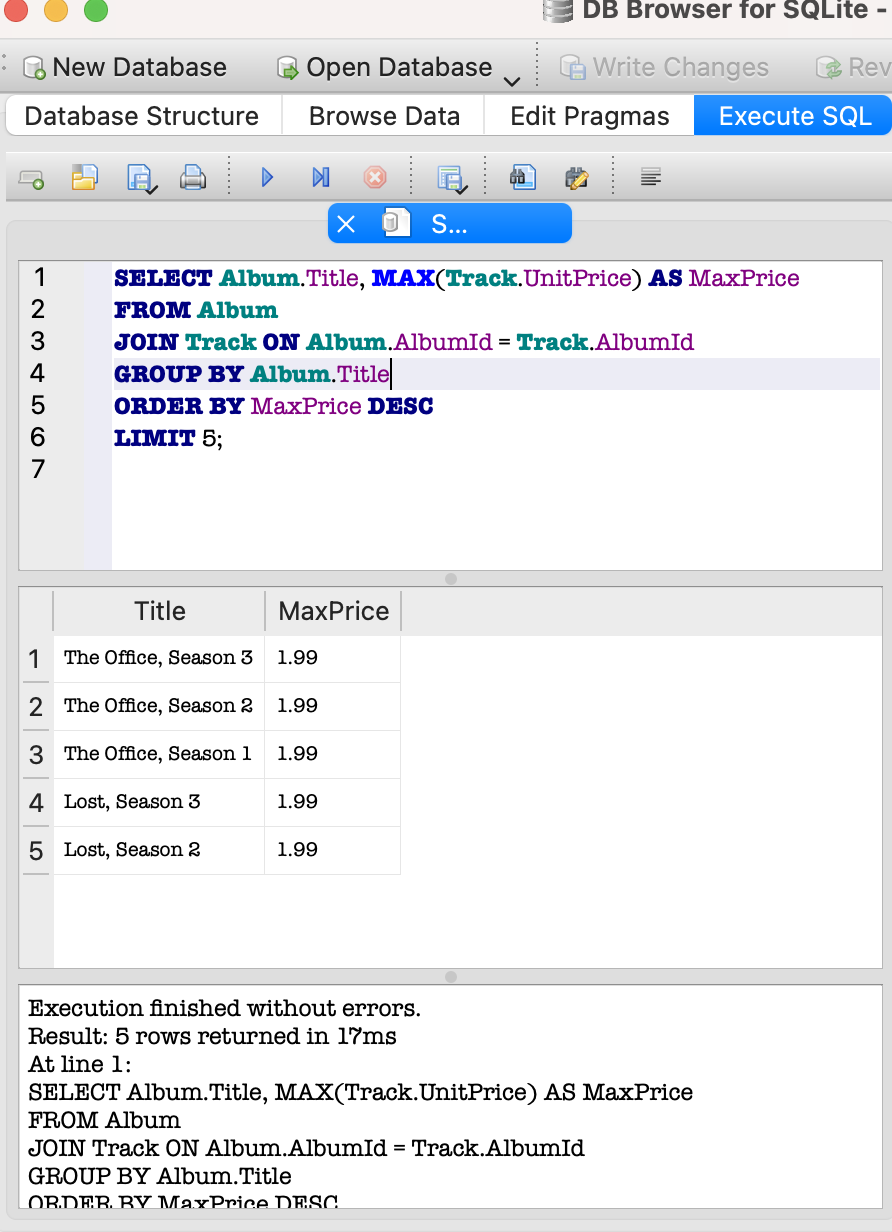 DB Browser for SQLite -
New Database Open Database Write Changes
Database Structure Browse Data Edit Pragmas Execute SQL
S...
1 SELECT Album.Title, MAX(Track.UnitPrice) AS MaxPrice
2 FROM Album
3 JOIN Track ON Album.AlbumId = Track.AlbumId
4 GROUP BY Album.Title
5 ORDER BY MaxPrice DESC
6 LIMIT 5;
7
Title MaxPrice
1 The Office, Season 3 1.99
2 The Office, Season 2 1.99
3 The Office, Season 1 1.99
4 Lost, Season 3 1.99
5 Lost, Season 2 1.99
Execution finished without errors.
Result: 5 rows returned in 17ms
At line 1:
SELECT Album.Title, MAX(Track.UnitPrice) AS MaxPrice
FROM Album
JOIN Track ON Album.AlbumId = Track.AlbumId
GROUP BY Album.Title
ORDER BY MaxPrice DESC